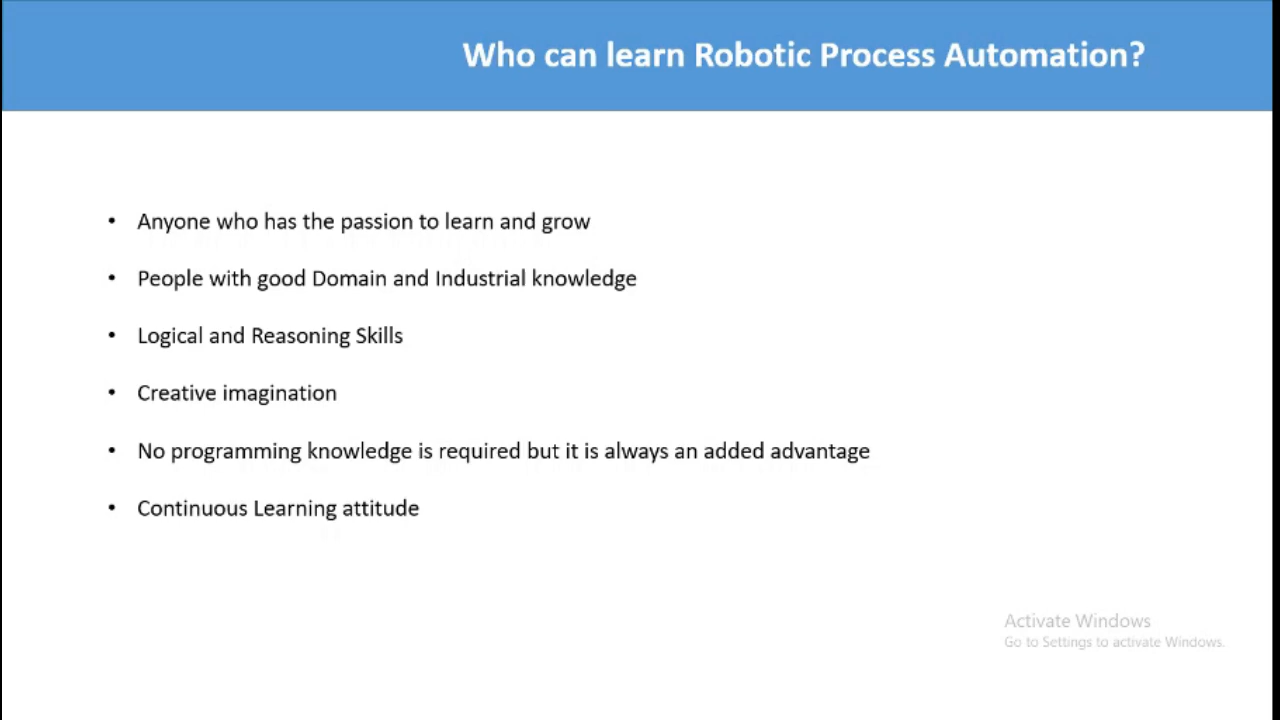 Who can learn Robotic Process Automation?
• Anyone who has the passion to learn and grow
• People with good Domain and Industrial knowledge
• Logical and Reasoning Skills
• Creative imagination
• No programming knowledge is required but it is always an added advantage
• Continuous Learning attitude
Activate Windows
Go to Settings to activate Windows.